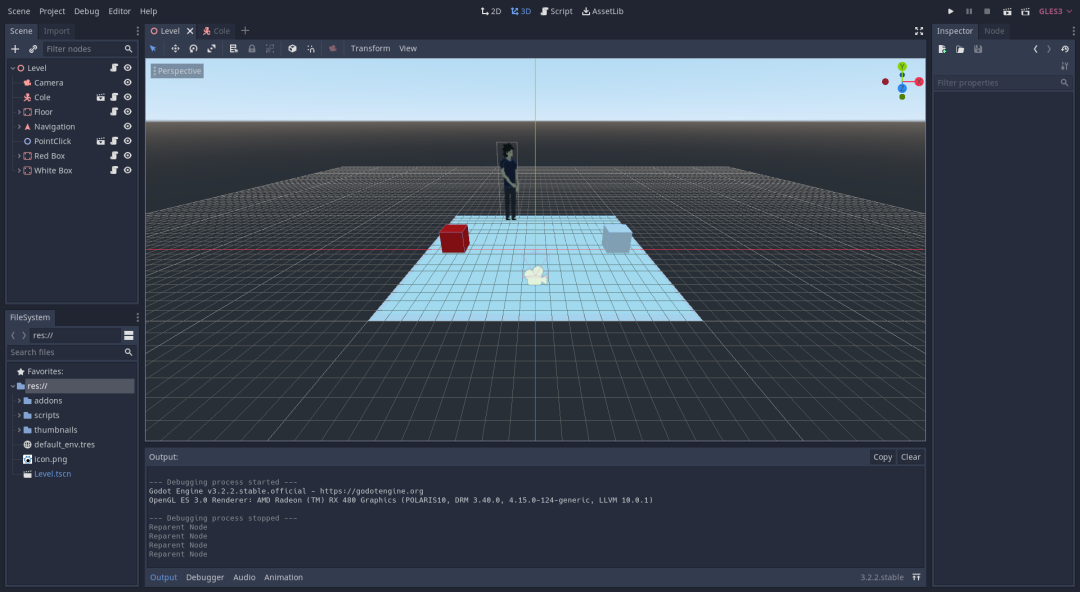 Scene Project Debug Editor Help
2D 3D Script AssetLib
GLES3
Scene Import
Filter nodes
Level
Camera
Cole
Floor
Navigation
PointClick
Red Box
White Box
FileSystem
res://
Search files
Favorites:
res://
addons
scripts
thumbnails
default_env.tres
icon.png
Level.tscn
Level Cole
Transform View
Perspective
Y
Z
Output:
Copy Clear
--- Debugging process started ---
Godot Engine v3.2.2.stable.official - https://godotengine.org
OpenGL ES 3.0 Renderer: AMD Radeon (TM) RX 480 Graphics (POLARIS10, DRM 3.40.0, 4.15.0-124-generic, LLVM 10.0.1)
--- Debugging process stopped ---
Reparent Node
Reparent Node
Reparent Node
Reparent Node
Output Debugger Audio Animation
3.2.2.stable
Inspector Node
Filter properties